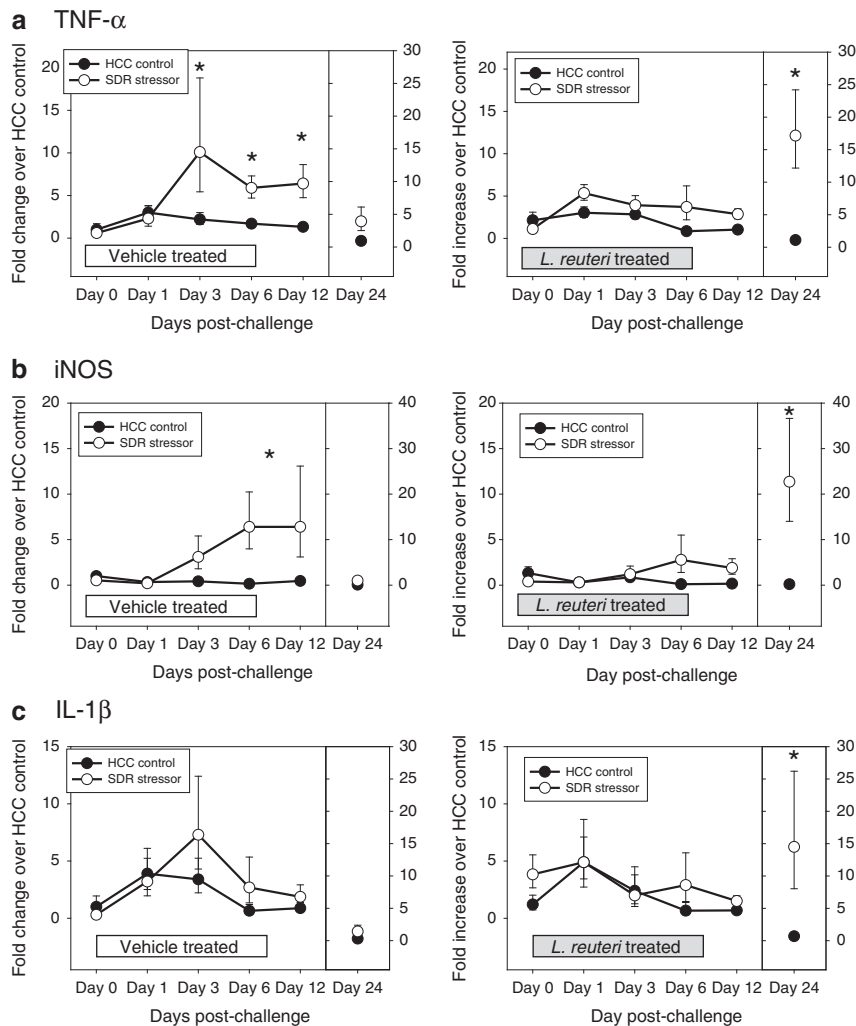 a TNF-α
Fold change over HCC control
20
15
10
5
0
HCC control
SDR stressor
*
*
*
Vehicle treated
30
25
20
15
10
5
0
Day 0 Day 1 Day 3 Day 6 Day 12 Day 24
Days post-challenge
Fold increase over HCC control
20
15
10
5
0
HCC control
SDR stressor
*
L. reuteri treated
30
25
20
15
10
5
0
Day 0 Day 1 Day 3 Day 6 Day 12 Day 24
Day post-challenge
b iNOS
Fold change over HCC control
20
15
10
5
0
HCC control
SDR stressor
*
Vehicle treated
40
30
20
10
0
Day 0 Day 1 Day 3 Day 6 Day 12 Day 24
Days post-challenge
Fold increase over HCC control
20
15
10
5
0
HCC control
SDR stressor
*
L. reuteri treated
40
30
20
10
0
Day 0 Day 1 Day 3 Day 6 Day 12 Day 24
Day post-challenge
c IL-1β
Fold change over HCC control
15
10
5
0
HCC control
SDR stressor
Vehicle treated
30
25
20
15
10
5
0
Day 0 Day 1 Day 3 Day 6 Day 12 Day 24
Days post-challenge
Fold increase over HCC control
15
10
5
0
HCC control
SDR stressor
*
L. reuteri treated
30
25
20
15
10
5
0
Day 0 Day 1 Day 3 Day 6 Day 12 Day 24
Day post-challenge